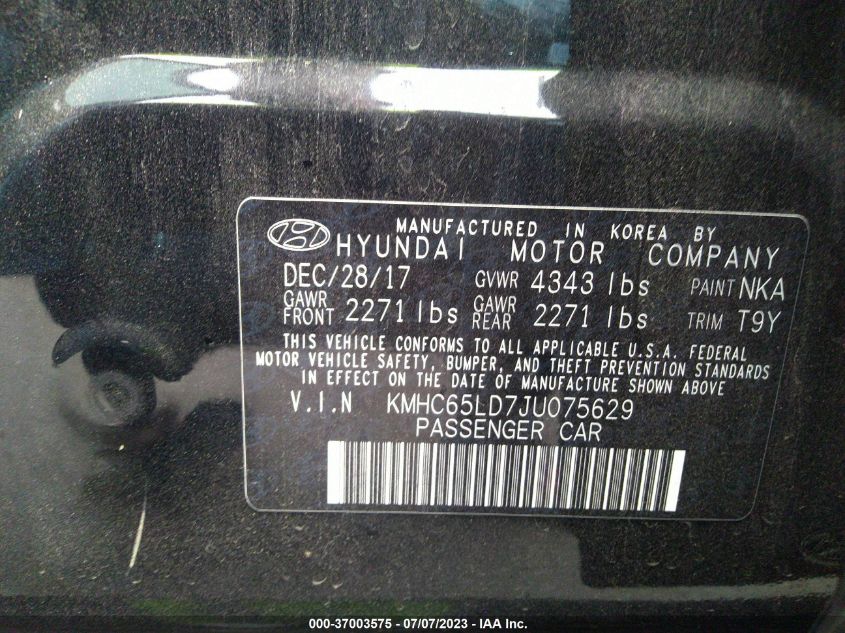 MANUFACTURED IN KOREA BY
HYUNDAI MOTOR COMPANY
DEC/28/17 GVWR 4343 lbs PAINT NKA
GAWR FRONT 2271 lbs GAWR REAR 2271 lbs TRIM T9Y
THIS VEHICLE CONFORMS TO ALL APPLICABLE U.S.A. FEDERAL
MOTOR VEHICLE SAFETY, BUMPER, AND THEFT PREVENTION STANDARDS
IN EFFECT ON THE DATE OF MANUFACTURE SHOWN ABOVE
V.I.N KMHC65LD7JU075629
PASSENGER CAR
000-37003575 - 07/07/2023 - IAA Inc.